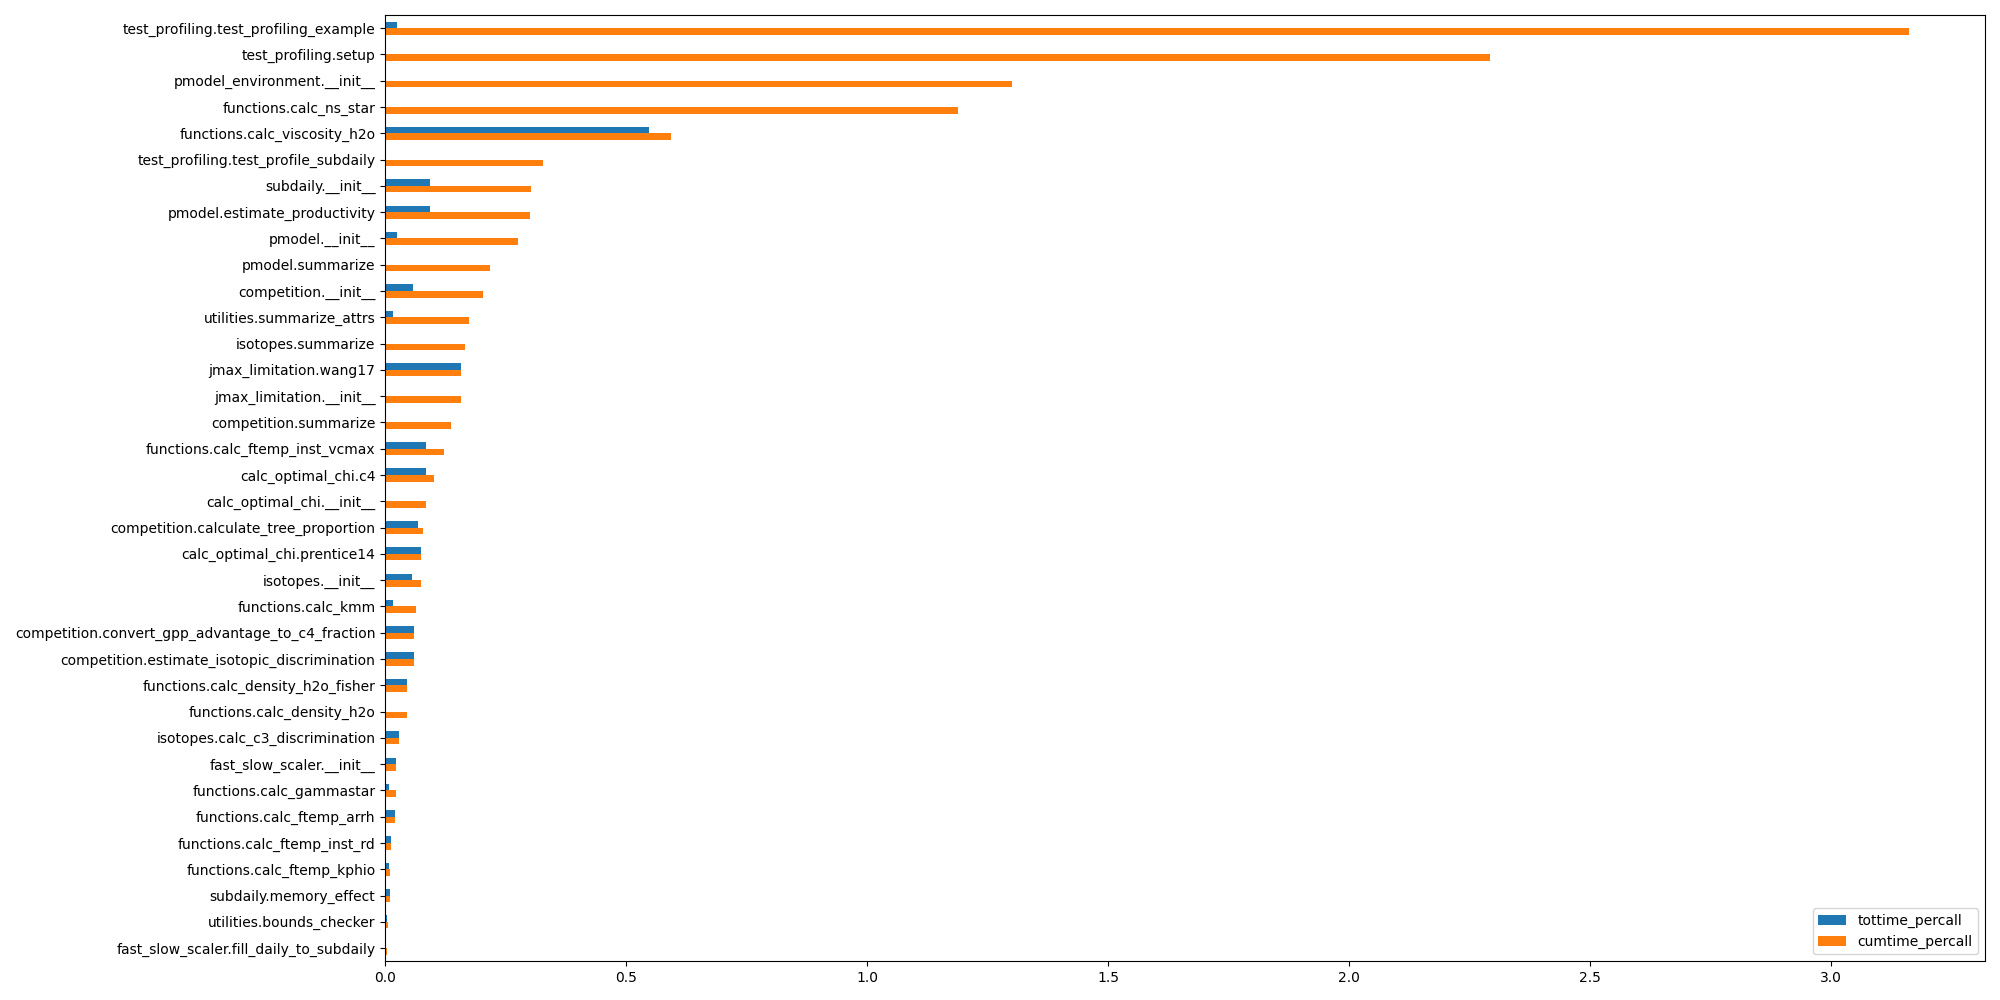 test_profiling.test_profiling_example
test_profiling.setup
pmodel_environment.__init__
functions.calc_ns_star
functions.calc_viscosity_h2o
test_profiling.test_profile_subdaily
subdaily.__init__
pmodel.estimate_productivity
pmodel.__init__
pmodel.summarize
competition.__init__
utilities.summarize_attrs
isotopes.summarize
jmax_limitation.wang17
jmax_limitation.__init__
competition.summarize
functions.calc_ftemp_inst_vcmax
calc_optimal_chi.c4
calc_optimal_chi.__init__
competition.calculate_tree_proportion
calc_optimal_chi.prentice14
isotopes.__init__
functions.calc_kmm
competition.convert_gpp_advantage_to_c4_fraction
competition.estimate_isotopic_discrimination
functions.calc_density_h2o_fisher
functions.calc_density_h2o
isotopes.calc_c3_discrimination
fast_slow_scaler.__init__
functions.calc_gammastar
functions.calc_ftemp_arrh
functions.calc_ftemp_inst_rd
functions.calc_ftemp_kphio
subdaily.memory_effect
utilities.bounds_checker
fast_slow_scaler.fill_daily_to_subdaily
tottime_percall
cumtime_percall
0.0 0.5 1.0 1.5 2.0 2.5 3.0